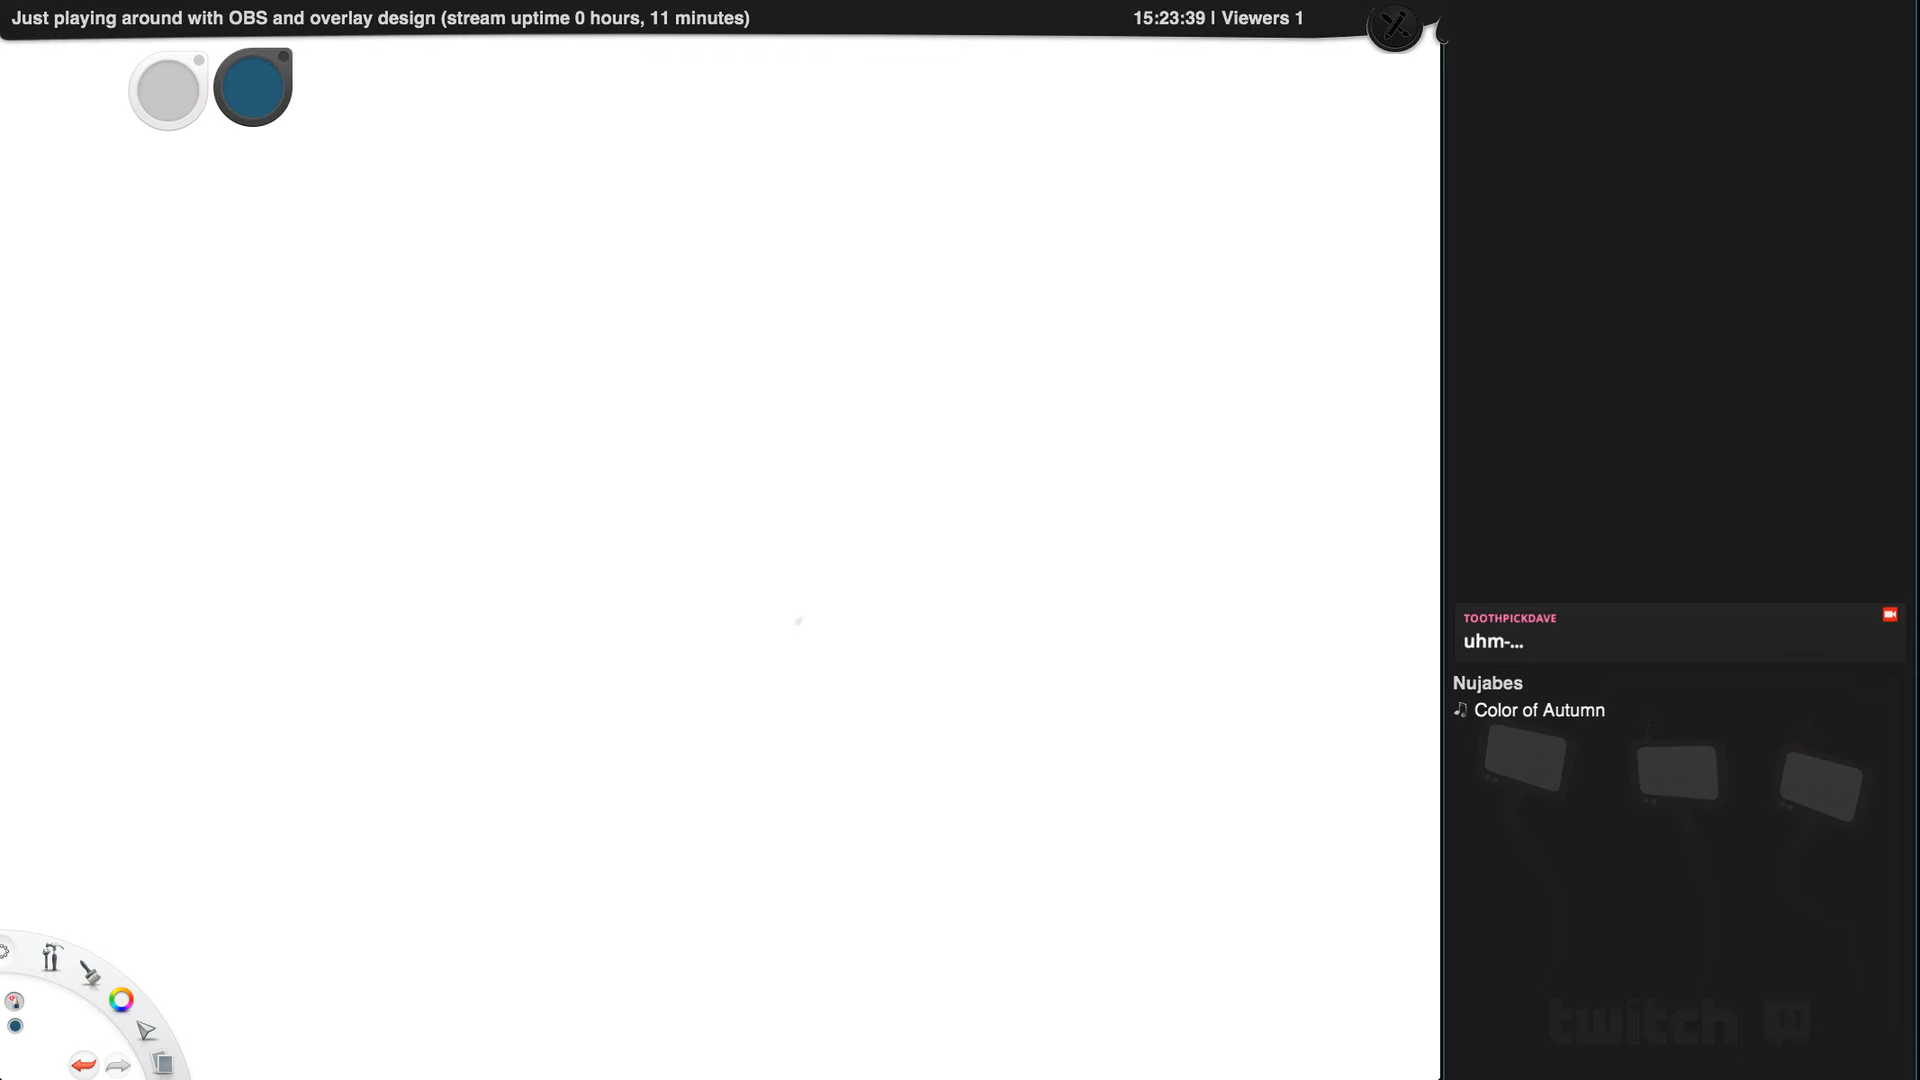 Just playing around with OBS and overlay design (stream uptime 0 hours, 11 minutes)
15:23:39 | Viewers 1
TOOTHPICKDAVE
uhm-...
Nujabes
Color of Autumn
twitch